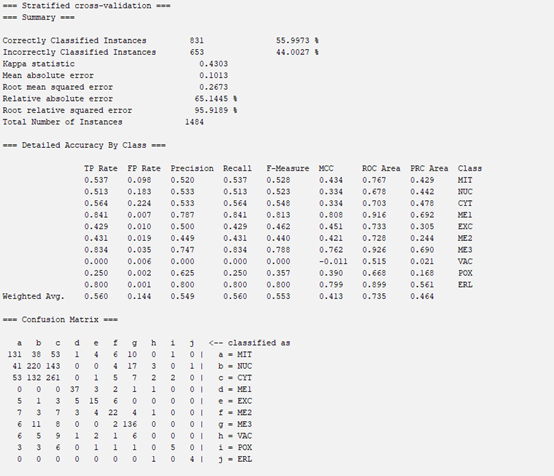 === Stratified cross-validation ===
=== Summary ===
Correctly Classified Instances 831 55.9973 %
Incorrectly Classified Instances 653 44.0027 %
Kappa statistic 0.4303
Mean absolute error 0.1013
Root mean squared error 0.2673
Relative absolute error 65.1445 %
Root relative squared error 95.9189 %
Total Number of Instances 1484
=== Detailed Accuracy By Class ===
TP Rate FP Rate Precision Recall F-Measure MCC ROC Area PRC Area Class
0.537 0.098 0.520 0.537 0.528 0.434 0.767 0.429 MIT
0.513 0.183 0.533 0.513 0.523 0.334 0.678 0.442 NUC
0.564 0.224 0.533 0.564 0.548 0.334 0.703 0.478 CYT
0.841 0.007 0.787 0.841 0.813 0.808 0.916 0.692 ME1
0.429 0.010 0.500 0.429 0.462 0.451 0.733 0.305 EXC
0.431 0.019 0.449 0.431 0.440 0.421 0.728 0.244 ME2
0.834 0.035 0.747 0.834 0.788 0.762 0.926 0.690 ME3
0.000 0.006 0.000 0.000 0.000 -0.011 0.515 0.021 VAC
0.250 0.002 0.625 0.250 0.357 0.390 0.668 0.168 POX
0.800 0.001 0.800 0.800 0.800 0.799 0.899 0.561 ERL
Weighted Avg. 0.560 0.144 0.549 0.560 0.553 0.413 0.735 0.464
=== Confusion Matrix ===
a b c d e f g h i j <-- classified as
131 38 53 1 4 6 10 0 1 0 | a = MIT
41 220 143 0 0 4 17 3 0 1 | b = NUC
53 132 261 0 1 5 7 2 2 0 | c = CYT
0 0 0 37 3 2 1 1 0 0 | d = ME1
5 1 3 5 15 6 0 0 0 0 | e = EXC
7 3 7 3 4 22 4 1 0 0 | f = ME2
6 11 8 0 0 2 136 0 0 0 | g = ME3
6 5 9 1 2 1 6 0 0 0 | h = VAC
3 3 6 0 1 1 1 0 5 0 | i = POX
0 0 0 0 0 0 0 1 0 4 | j = ERL